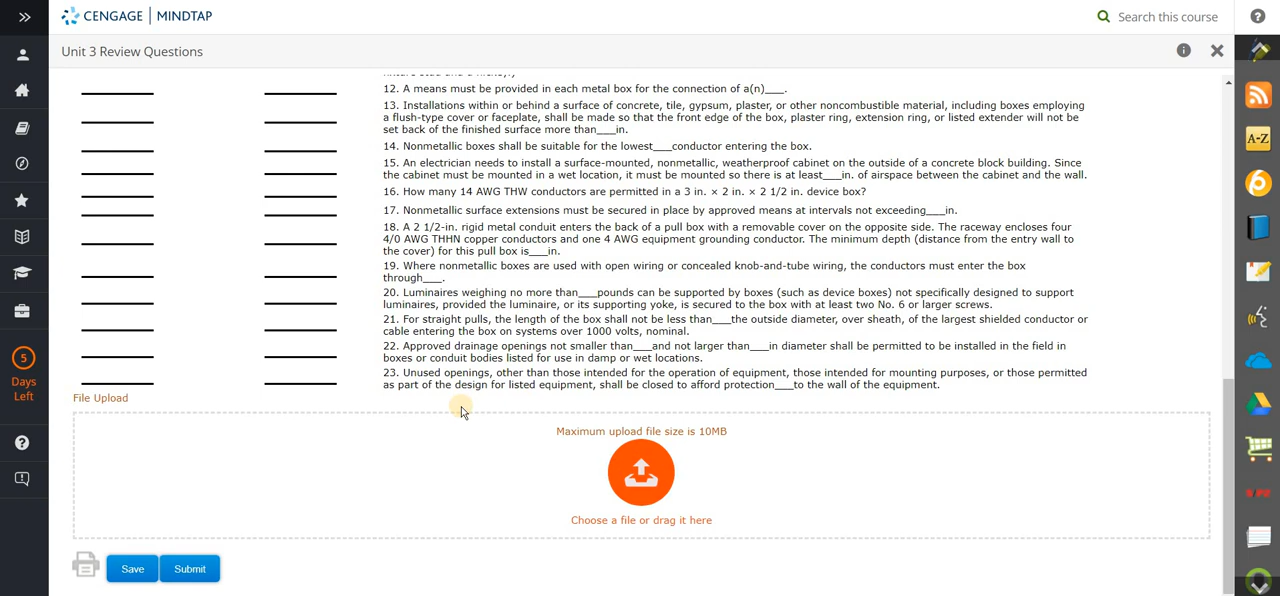 CENGAGE | MINDTAP
Search this course
Unit 3 Review Questions
12. A means must be provided in each metal box for the connection of a(n)___.
13. Installations within or behind a surface of concrete, tile, gypsum, plaster, or other noncombustible material, including boxes employing
a flush-type cover or faceplate, shall be made so that the front edge of the box, plaster ring, extension ring, or listed extender will not be
set back of the finished surface more than___in.
14. Nonmetallic boxes shall be suitable for the lowest___conductor entering the box.
15. An electrician needs to install a surface-mounted, nonmetallic, weatherproof cabinet on the outside of a concrete block building. Since
the cabinet must be mounted in a wet location, it must be mounted so there is at least___in. of airspace between the cabinet and the wall.
16. How many 14 AWG THW conductors are permitted in a 3 in. × 2 in. × 2 1/2 in. device box?
17. Nonmetallic surface extensions must be secured in place by approved means at intervals not exceeding___in.
18. A 2 1/2-in. rigid metal conduit enters the back of a pull box with a removable cover on the opposite side. The raceway encloses four
4/0 AWG THHN copper conductors and one 4 AWG equipment grounding conductor. The minimum depth (distance from the entry wall to
the cover) for this pull box is___in.
19. Where nonmetallic boxes are used with open wiring or concealed knob-and-tube wiring, the conductors must enter the box
through___.
20. Luminaires weighing no more than___pounds can be supported by boxes (such as device boxes) not specifically designed to support
luminaires, provided the luminaire, or its supporting yoke, is secured to the box with at least two No. 6 or larger screws.
21. For straight pulls, the length of the box shall not be less than___the outside diameter, over sheath, of the largest shielded conductor or
cable entering the box on systems over 1000 volts, nominal.
22. Approved drainage openings not smaller than___and not larger than___in diameter shall be permitted to be installed in the field in
boxes or conduit bodies listed for use in damp or wet locations.
23. Unused openings, other than those intended for the operation of equipment, those intended for mounting purposes, or those permitted
as part of the design for listed equipment, shall be closed to afford protection___to the wall of the equipment.
5
Days
Left
File Upload
Maximum upload file size is 10MB
Choose a file or drag it here
Save
Submit
A-Z